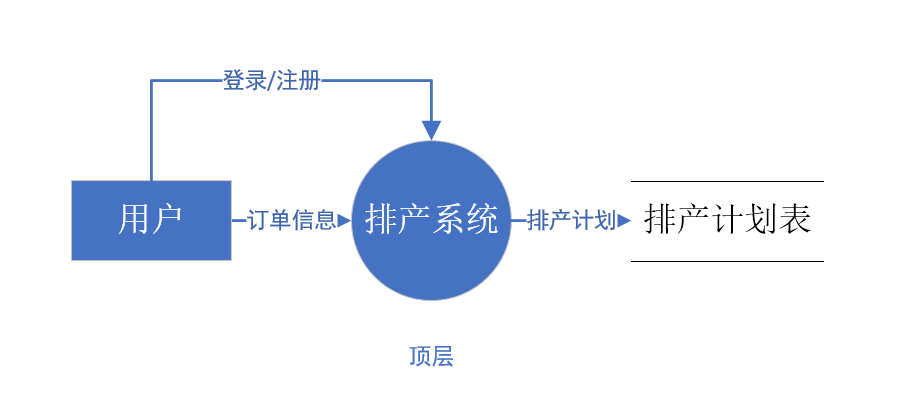 登录/注册
用户
订单信息
排产系统
排产计划
排产计划表
顶层